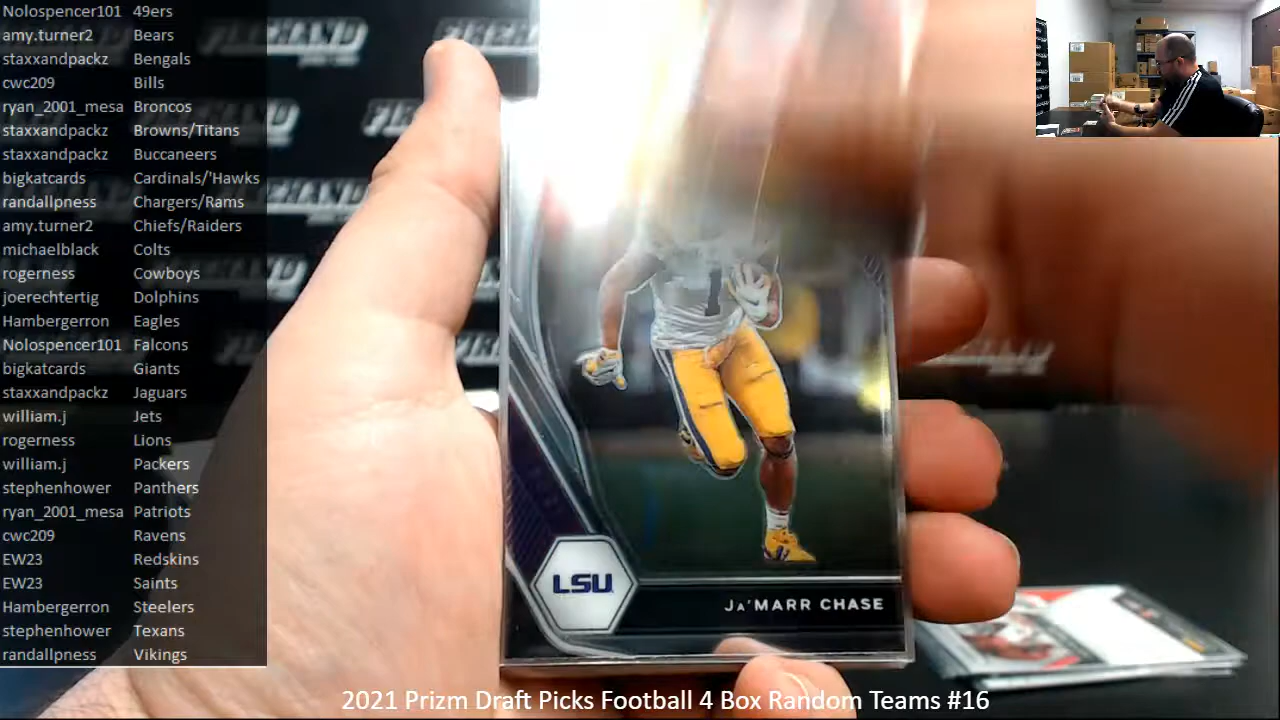 Nolospencer101 49ers
amy.turner2 Bears
staxxandpackz Bengals
cwc209 Bills
ryan_2001_mesa Broncos
staxxandpackz Browns/Titans
staxxandpackz Buccaneers
bigkatcards Cardinals/'Hawks
randallpness Chargers/Rams
amy.turner2 Chiefs/Raiders
michaelblack Colts
rogerness Cowboys
joerechtertig Dolphins
Hambergerron Eagles
Nolospencer101 Falcons
bigkatcards Giants
staxxandpackz Jaguars
william.j Jets
rogerness Lions
william.j Packers
stephenhower Panthers
ryan_2001_mesa Patriots
cwc209 Ravens
EW23 Redskins
EW23 Saints
Hambergerron Steelers
stephenhower Texans
randallpness Vikings
1
LSU
JA'MARR CHASE
2021 Prizm Draft Picks Football 4 Box Random Teams #16